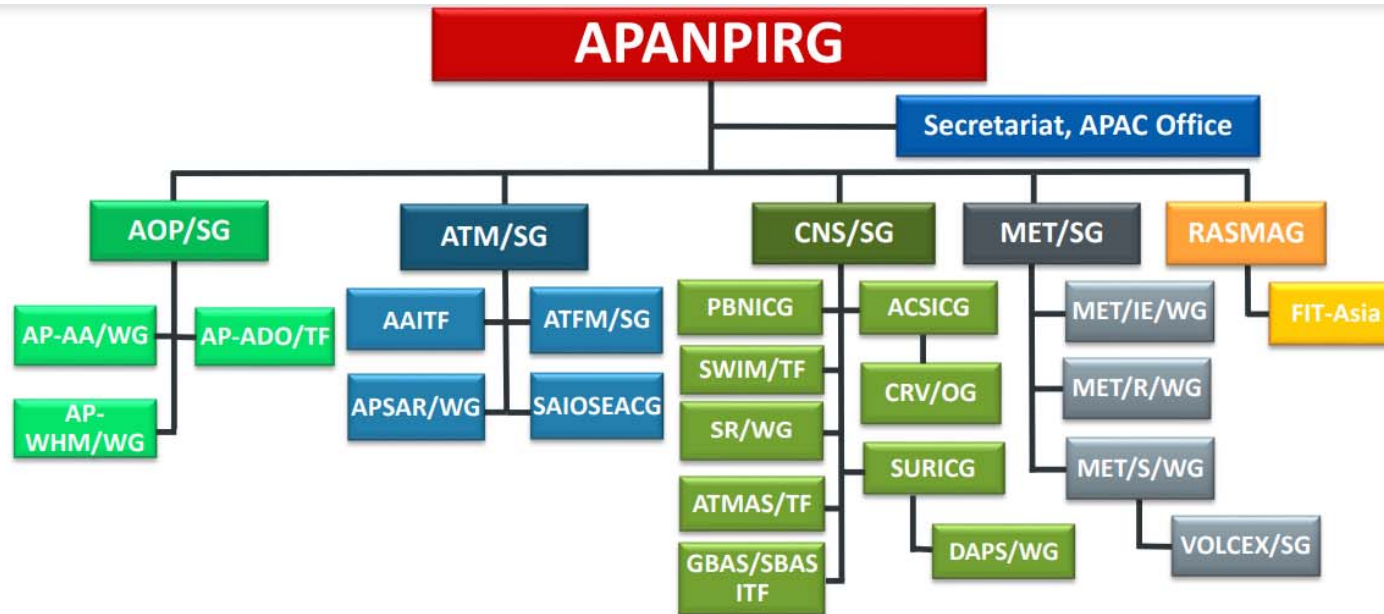 APANPIRG
Secretariat, APAC Office
AOP/SG
ATM/SG
CNS/SG
MET/SG
RASMAG
AP-AA/WG
AP-ADO/TF
AP-
WHM/WG
AAITF
ATFM/SG
APSAR/WG
SAIOSEACG
PBNICG
ACSICG
SWIM/TF
CRV/OG
SR/WG
SURICG
ATMAS/TF
DAPS/WG
GBAS/SBAS
ITF
MET/IE/WG
MET/R/WG
MET/S/WG
VOLCEX/SG
FIT-Asia